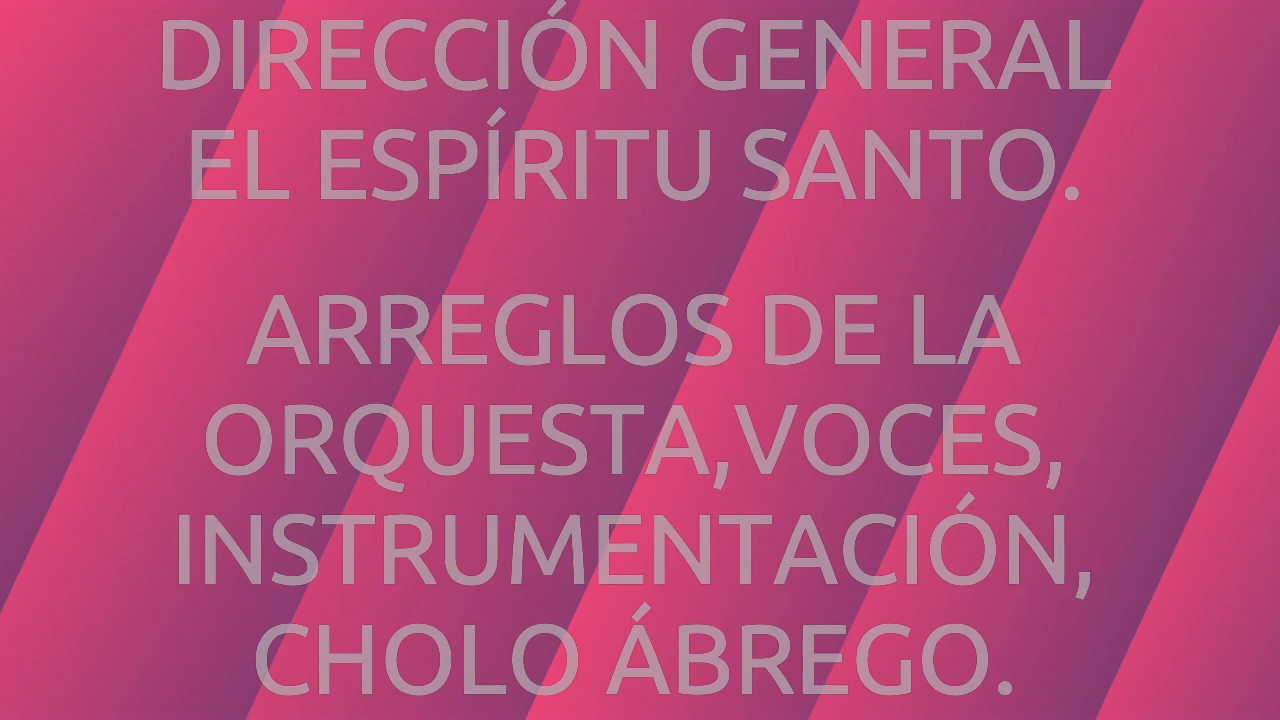 DIRECCIÓN GENERAL
EL ESPÍRITU SANTO.
ARREGLOS DE LA
ORQUESTA,VOCES,
INSTRUMENTACIÓN,
CHOLO ÁBREGO.